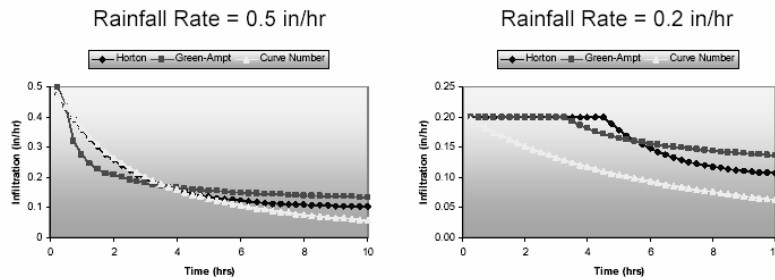 Rainfall Rate = 0.5 in/hr
Horton Green-Ampt Curve Number
Infiltration (in/hr)
0.5
0.4
0.3
0.2
0.1
0
0 2 4 6 8 10
Time (hrs)
Rainfall Rate = 0.2 in/hr
Horton Green-Ampt Curve Number
Infiltration (in/hr)
0.25
0.20
0.15
0.10
0.05
0.00
0 2 4 6 8 10
Time (hrs)